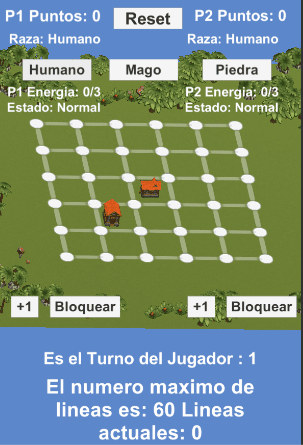 P1 Puntos: 0
Reset
P2 Puntos: 0
Raza: Humano
Raza: Humano
Humano
Mago
Piedra
P1 Energia: 0/3
P2 Energia: 0/3
Estado: Normal
Estado: Normal
+1
Bloquear
+1
Bloquear
Es el Turno del Jugador : 1
El numero maximo de
lineas es: 60 Lineas
actuales: 0